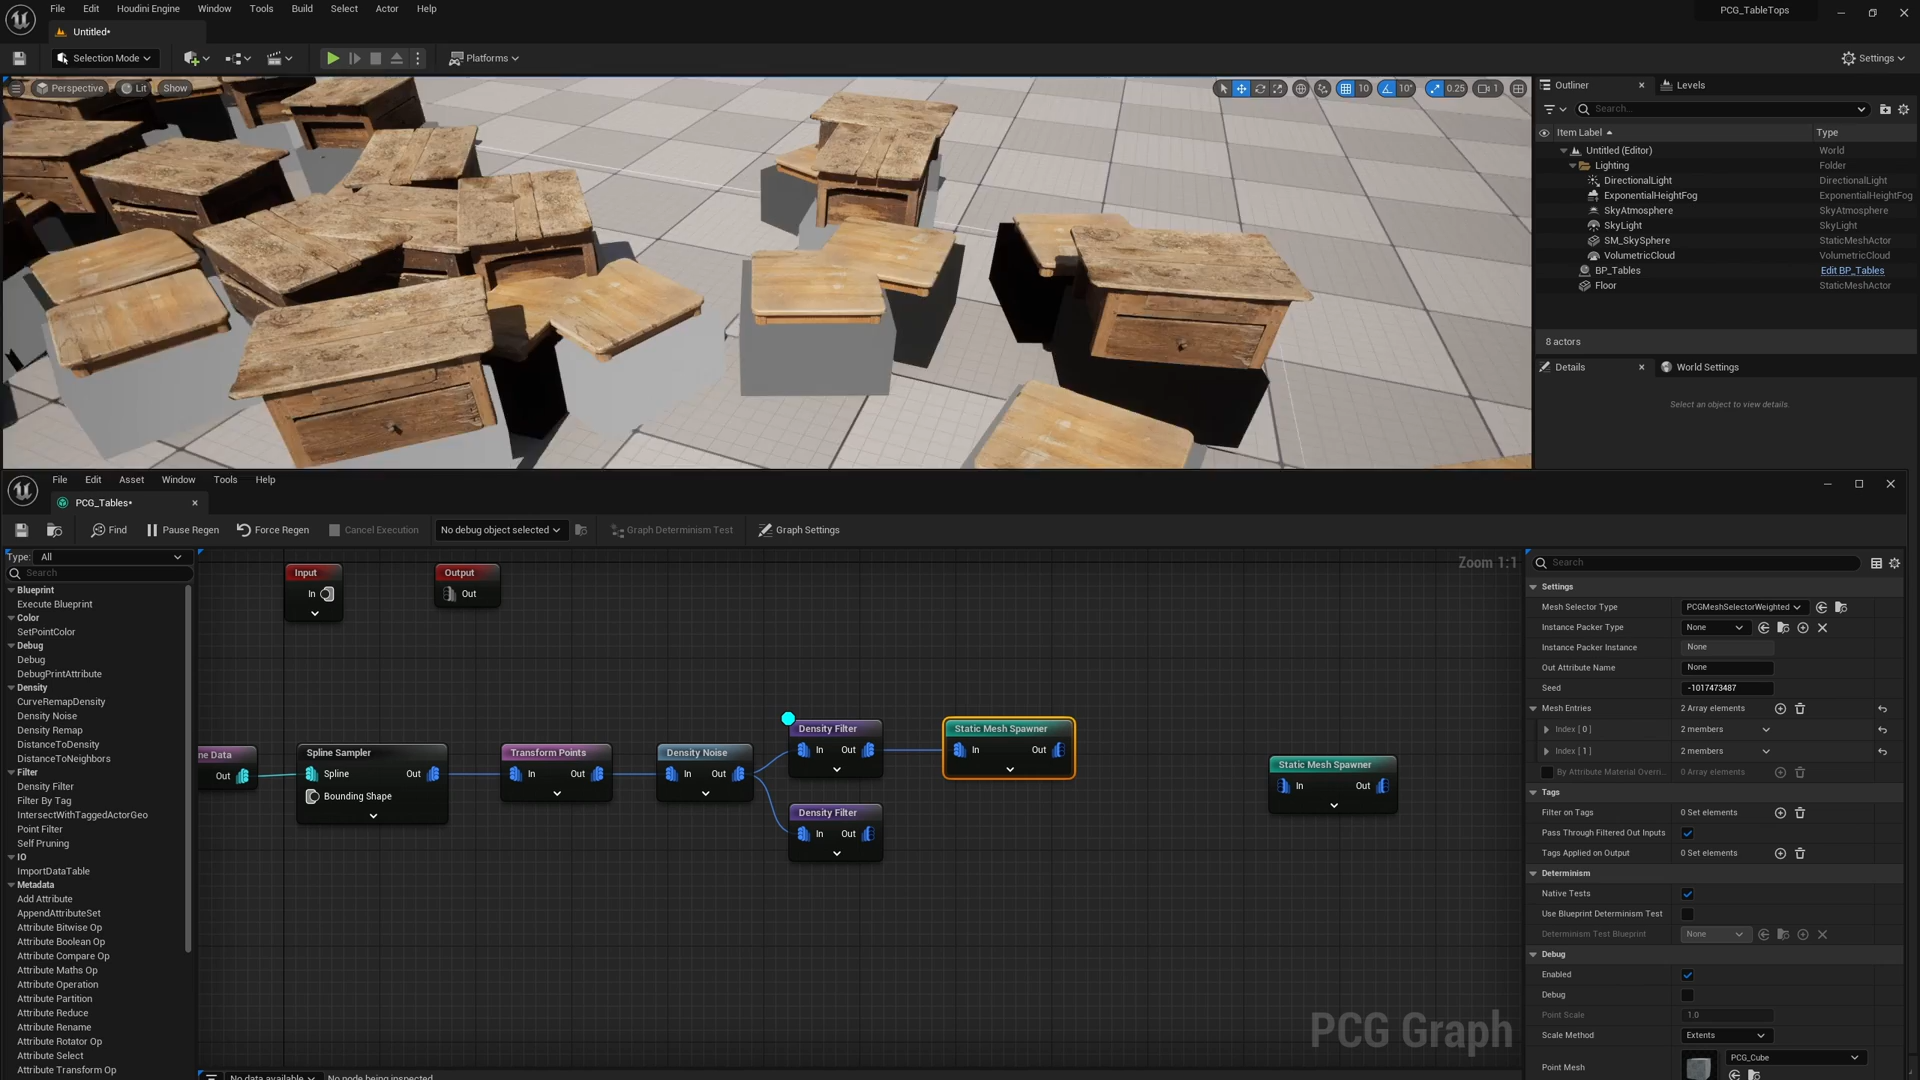 File Edit Houdini Engine Window Tools Build Select Actor Help
PCG_TableTops
Untitled*
Selection Mode
Platforms
Settings
Perspective Lit Show
10 10° 0.25 1
Outliner Levels
Search...
Item Label Type
Untitled (Editor) World
Lighting Folder
DirectionalLight DirectionalLight
ExponentialHeightFog ExponentialHeightFog
SkyAtmosphere SkyAtmosphere
SkyLight SkyLight
SM_SkySphere StaticMeshActor
VolumetricCloud VolumetricCloud
BP_Tables Edit BP_Tables
Floor StaticMeshActor
8 actors
Details World Settings
Select an object to view details.
File Edit Asset Window Tools Help
PCG_Tables*
Find Pause Regen Force Regen Cancel Execution No debug object selected Graph Determinism Test Graph Settings
Type: All
Search
Blueprint
Execute Blueprint
Color
SetPointColor
Debug
Debug
DebugPrintAttribute
Density
CurveRemapDensity
Density Noise
Density Remap
DistanceToDensity
DistanceToNeighbors
Filter
Density Filter
Filter By Tag
IntersectWithTaggedActorGeo
Point Filter
Self Pruning
IO
ImportDataTable
Metadata
Add Attribute
AppendAttributeSet
Attribute Bitwise Op
Attribute Boolean Op
Attribute Compare Op
Attribute Maths Op
Attribute Operation
Attribute Partition
Attribute Reduce
Attribute Rename
Attribute Rotator Op
Attribute Select
Attribute Transform Op
Zoom 1:1
Input
In
Output
Out
ne Data
Out
Spline Sampler
Spline Out
Bounding Shape
Transform Points
In Out
Density Noise
In Out
Density Filter
In Out
Density Filter
In Out
Static Mesh Spawner
In Out
Static Mesh Spawner
In Out
PCG Graph
No data available No node being inspected
Search
Settings
Mesh Selector Type PCGMeshSelectorWeighted
Instance Packer Type None
Instance Packer Instance None
Out Attribute Name None
Seed -1017473487
Mesh Entries 2 Array elements
Index [ 0 ] 2 members
Index [ 1 ] 2 members
By Attribute Material Overri... 0 Array elements
Tags
Filter on Tags 0 Set elements
Pass Through Filtered Out Inputs
Tags Applied on Output 0 Set elements
Determinism
Native Tests
Use Blueprint Determinism Test
Determinism Test Blueprint None
Debug
Enabled
Debug
Point Scale 1.0
Scale Method Extents
Point Mesh PCG_Cube